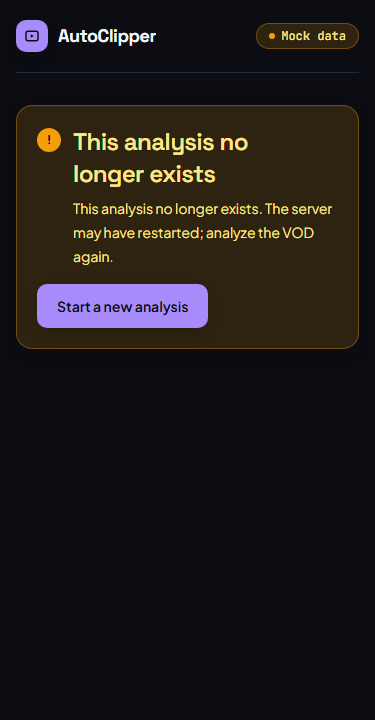 AutoClipper
Mock data
!
This analysis no
longer exists
This analysis no longer exists. The server
may have restarted; analyze the VOD
again.
Start a new analysis